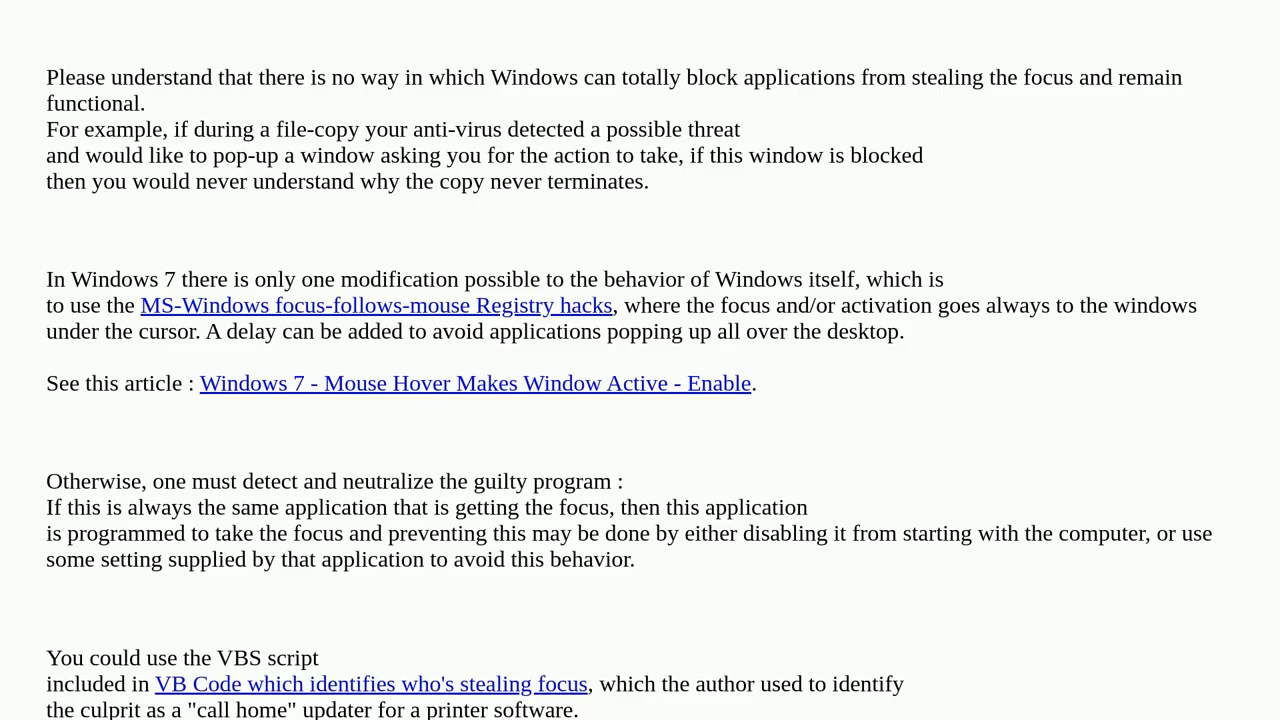 Please understand that there is no way in which Windows can totally block applications from stealing the focus and remain
functional.
For example, if during a file-copy your anti-virus detected a possible threat
and would like to pop-up a window asking you for the action to take, if this window is blocked
then you would never understand why the copy never terminates.
In Windows 7 there is only one modification possible to the behavior of Windows itself, which is
to use the MS-Windows focus-follows-mouse Registry hacks, where the focus and/or activation goes always to the windows
under the cursor. A delay can be added to avoid applications popping up all over the desktop.
See this article : Windows 7 - Mouse Hover Makes Window Active - Enable.
Otherwise, one must detect and neutralize the guilty program :
If this is always the same application that is getting the focus, then this application
is programmed to take the focus and preventing this may be done by either disabling it from starting with the computer, or use
some setting supplied by that application to avoid this behavior.
You could use the VBS script
included in VB Code which identifies who's stealing focus, which the author used to identify
the culprit as a "call home" updater for a printer software.